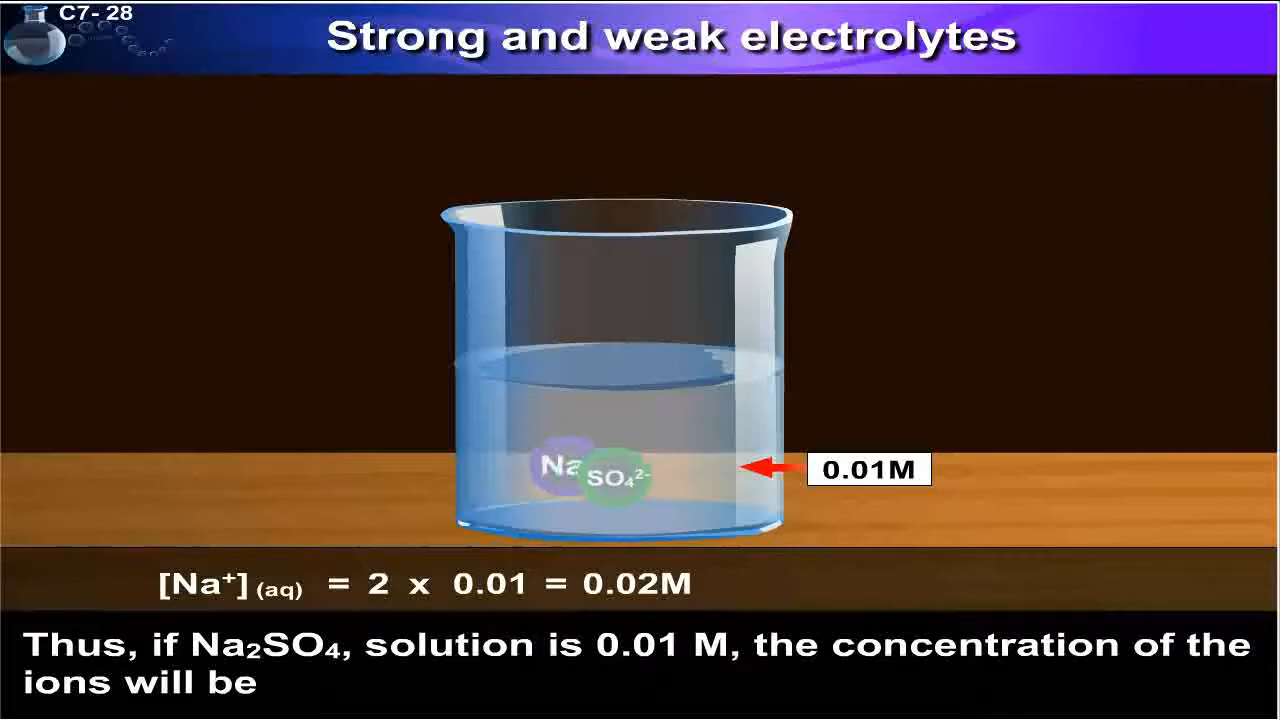 C7- 28
Strong and weak electrolytes
Na
SO₄²⁻
0.01M
[Na⁺] (aq) = 2 x 0.01 = 0.02M
Thus, if Na₂SO₄, solution is 0.01 M, the concentration of the
ions will be